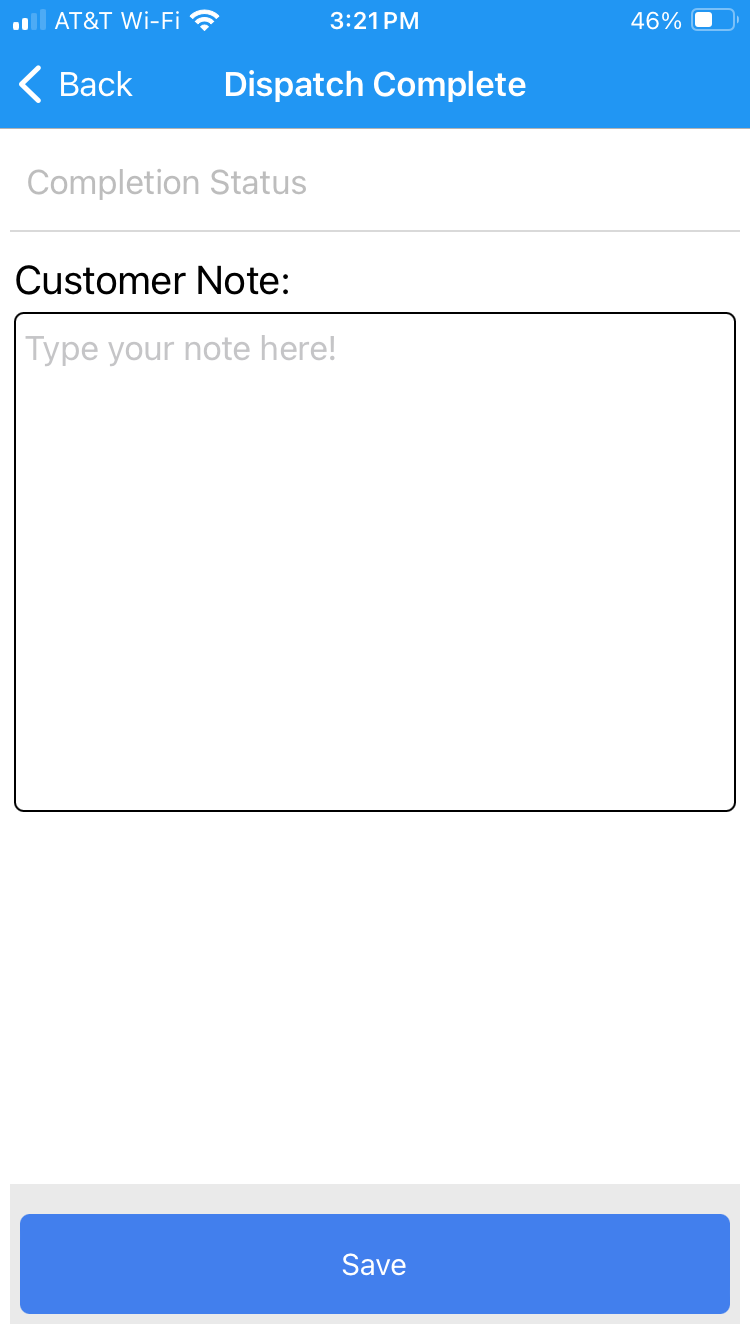 AT&T Wi-Fi 3:21 PM 46%
Back Dispatch Complete
Completion Status
Customer Note:
Type your note here!
Save